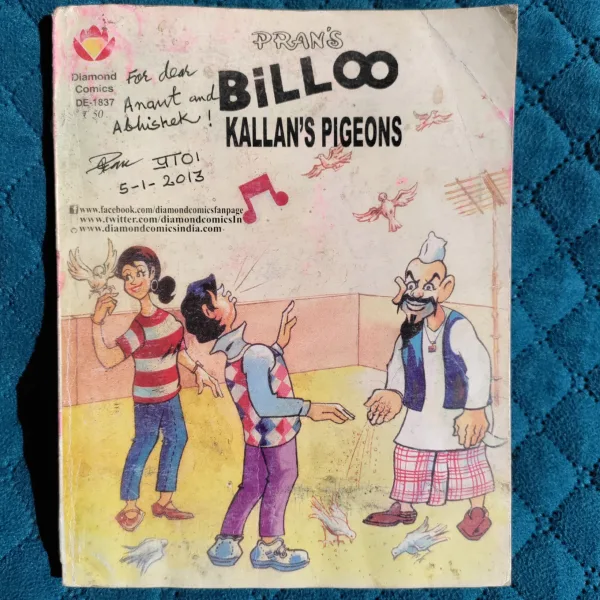 PRAN'S
BILLOO
KALLAN'S PIGEONS
Diamond
Comics
DE-1837
₹ 50
For dear
Anant and
Abhishek !
प्राण
5-1-2013
www.facebook.com/diamondcomicsfanpage
www.twitter.com/diamondcomicsIn
www.diamondcomicsindia.com